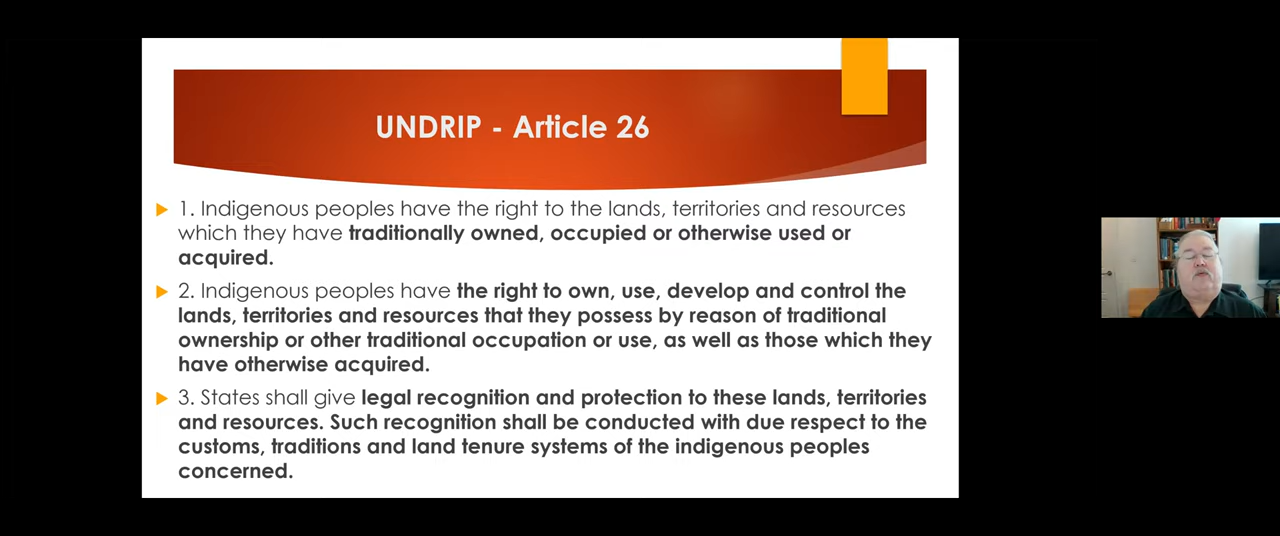 UNDRIP - Article 26
1. Indigenous peoples have the right to the lands, territories and resources
which they have traditionally owned, occupied or otherwise used or
acquired.
2. Indigenous peoples have the right to own, use, develop and control the
lands, territories and resources that they possess by reason of traditional
ownership or other traditional occupation or use, as well as those which they
have otherwise acquired.
3. States shall give legal recognition and protection to these lands, territories
and resources. Such recognition shall be conducted with due respect to the
customs, traditions and land tenure systems of the indigenous peoples
concerned.